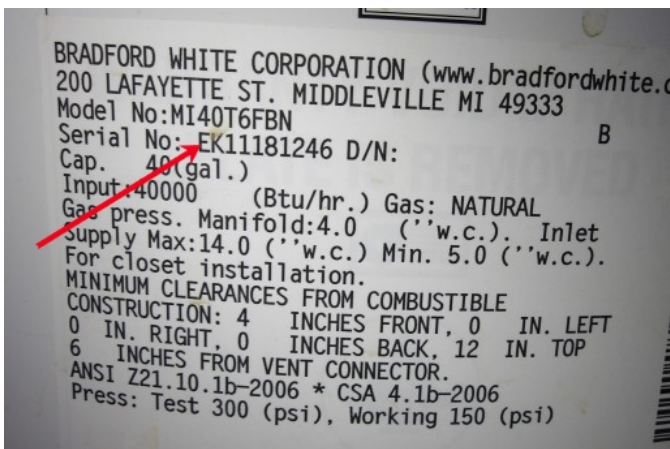 BRADFORD WHITE CORPORATION (www.bradfordwhite.c
200 LAFAYETTE ST. MIDDLEVILLE MI 49333
Model No:MI40T6FBN B
Serial No: EK11181246 D/N:
Cap. 40(gal.)
Input:40000 (Btu/hr.) Gas: NATURAL
Gas press. Manifold:4.0 (''w.c.). Inlet
Supply Max:14.0 (''w.c.) Min. 5.0 (''w.c.).
For closet installation.
MINIMUM CLEARANCES FROM COMBUSTIBLE
CONSTRUCTION: 4 INCHES FRONT, 0 IN. LEFT
0 IN. RIGHT, 0 INCHES BACK, 12 IN. TOP
6 INCHES FROM VENT CONNECTOR.
ANSI Z21.10.1b-2006 * CSA 4.1b-2006
Press: Test 300 (psi), Working 150 (psi)